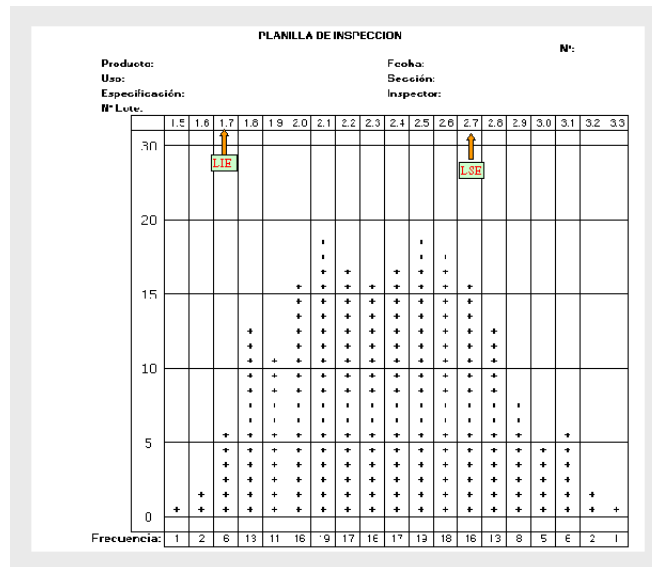 PLANILLA DE INSPECCION
Nº:
Producto: Fecha:
Uso: Sección:
Especificación: Inspector:
Nº Lote:
1.5 1.6 1.7 1.8 1.9 2.0 2.1 2.2 2.3 2.4 2.5 2.6 2.7 2.8 2.9 3.0 3.1 3.2 3.3
30
LIE LSE
20
15
10
5
0
Frecuencia: 1 2 6 13 11 16 19 17 16 17 19 18 16 13 8 5 6 2 1